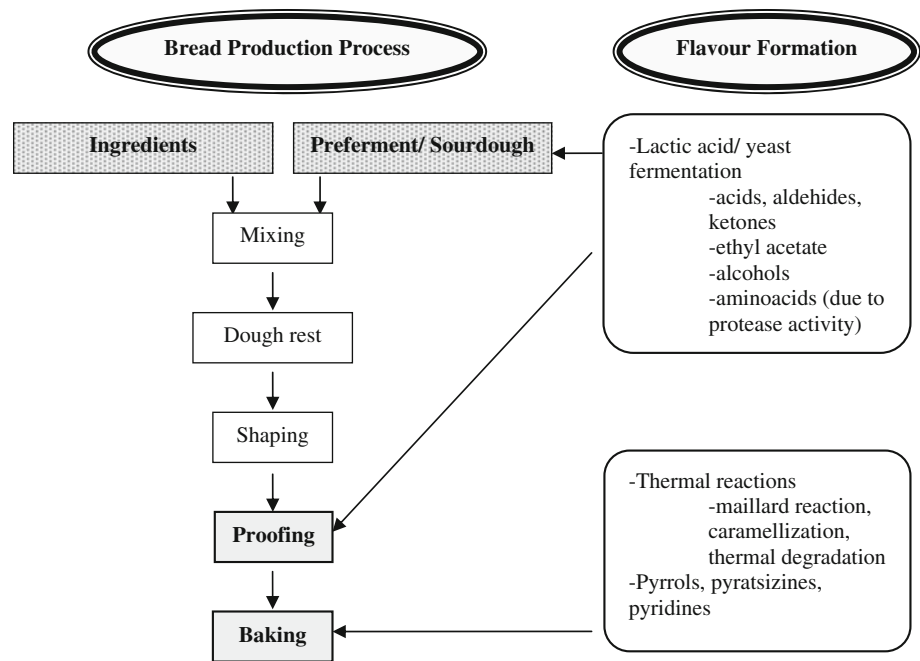 Bread Production Process
Flavour Formation
Ingredients
Preferment/ Sourdough
Mixing
Dough rest
Shaping
Proofing
Baking
-Lactic acid/ yeast
fermentation
-acids, aldehides,
ketones
-ethyl acetate
-alcohols
-aminoacids (due to
protease activity)
-Thermal reactions
-maillard reaction,
caramellization,
thermal degradation
-Pyrrols, pyratsizines,
pyridines